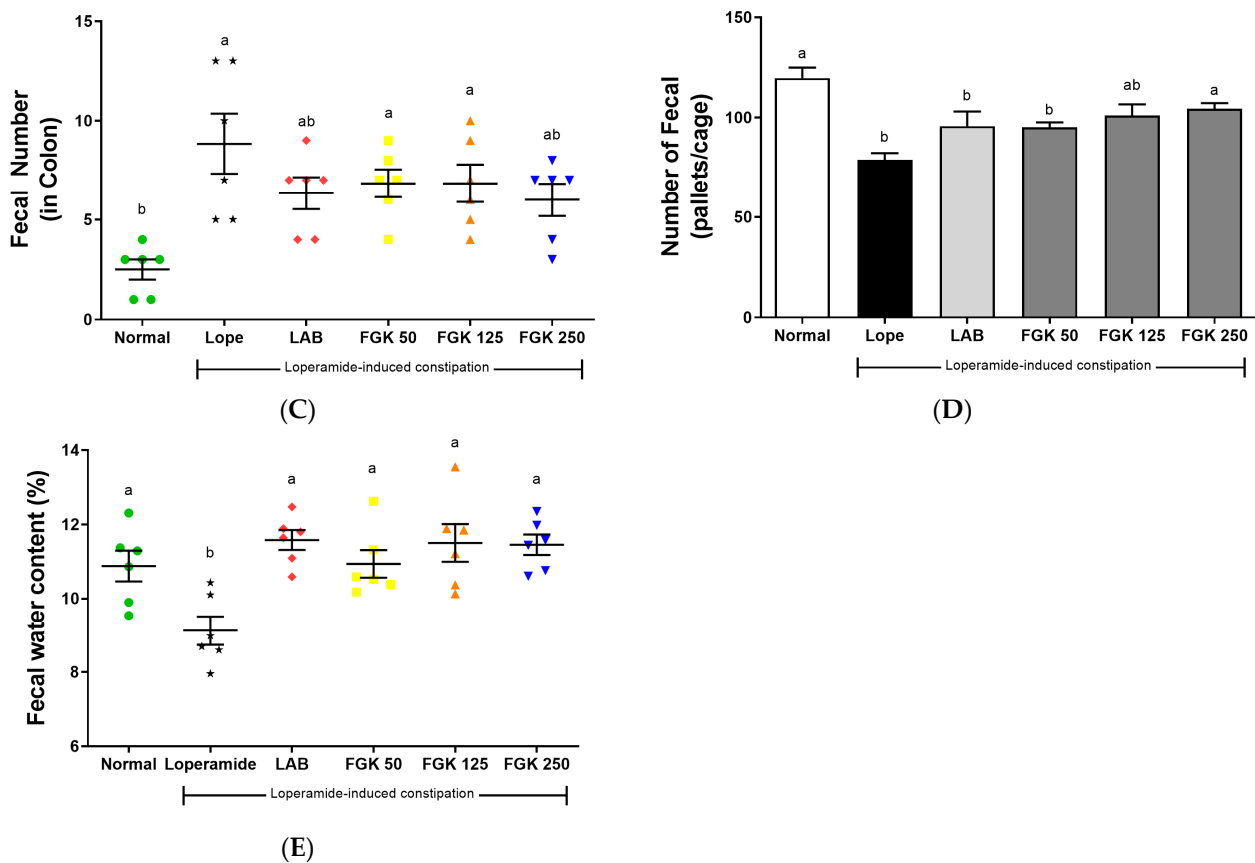 Fecal Number
(in Colon)
15
10
5
0
a
a
a
ab
ab
b
Normal
Lope
LAB
FGK 50
FGK 125
FGK 250
Loperamide-induced constipation
(C)
Number of Fecal
(pallets/cage)
150
100
50
0
a
b
b
b
ab
a
Normal
Lope
LAB
FGK 50
FGK 125
FGK 250
Loperamide-induced constipation
(D)
Fecal water content (%)
14
12
10
8
6
a
b
a
a
a
a
Normal
Loperamide
LAB
FGK 50
FGK 125
FGK 250
Loperamide-induced constipation
(E)